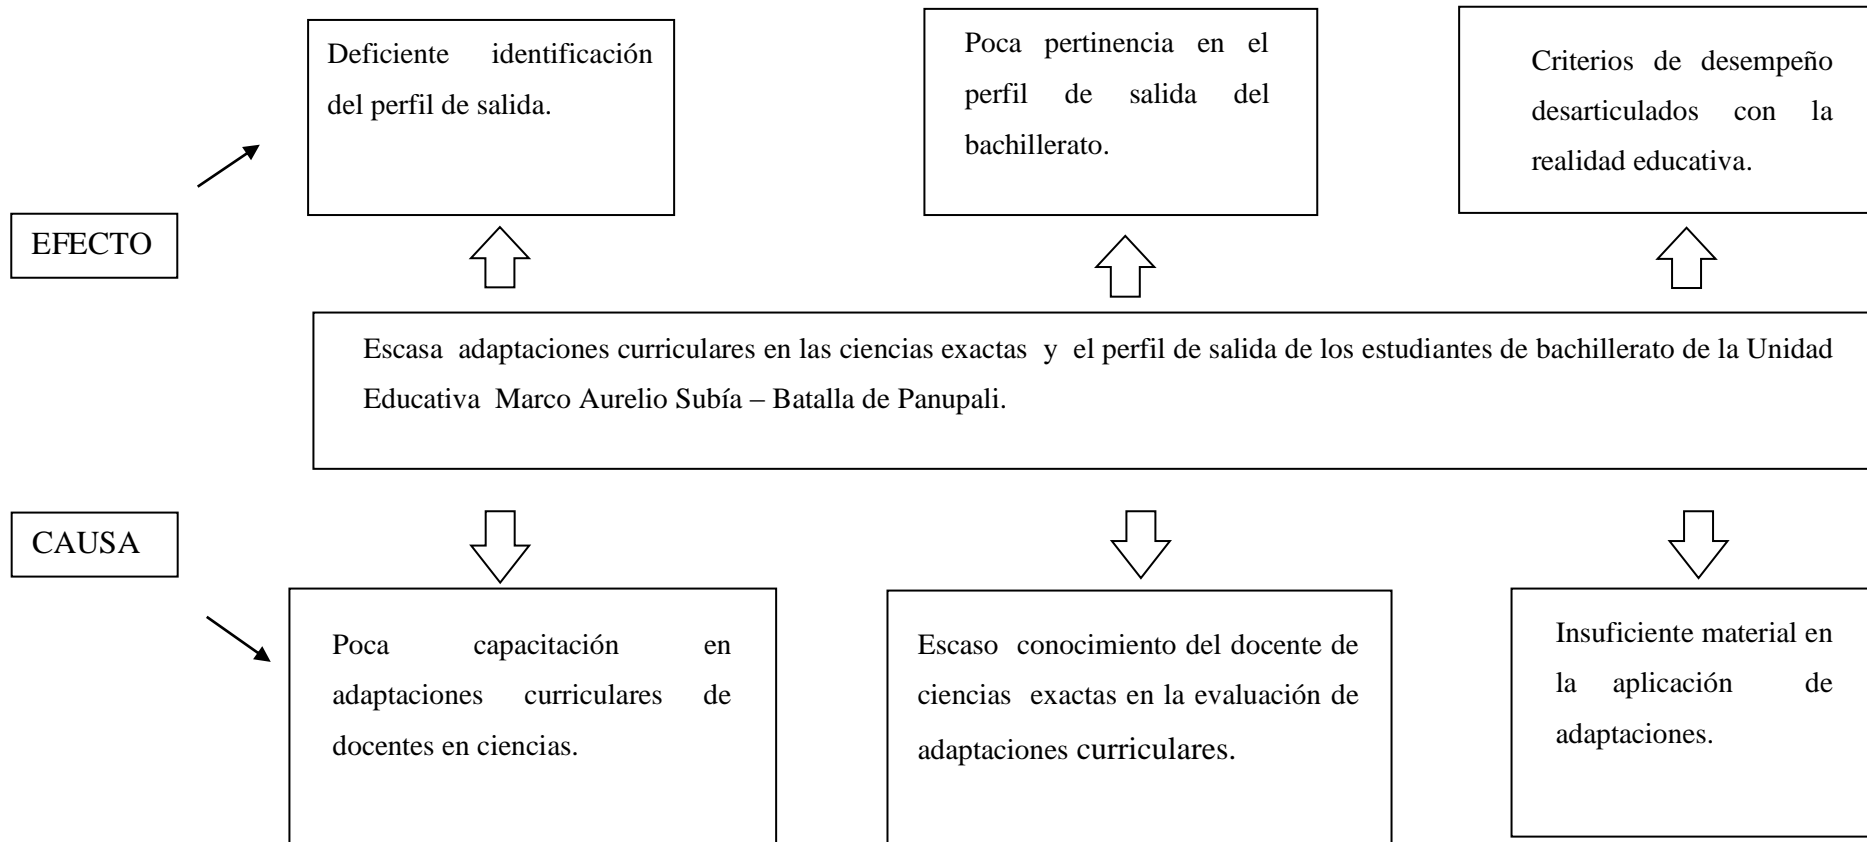 Deficiente identificación
del perfil de salida.
Poca pertinencia en el
perfil de salida del
bachillerato.
Criterios de desempeño
desarticulados con la
realidad educativa.
EFECTO
Escasa adaptaciones curriculares en las ciencias exactas y el perfil de salida de los estudiantes de bachillerato de la Unidad
Educativa Marco Aurelio Subía – Batalla de Panupali.
CAUSA
Poca capacitación en
adaptaciones curriculares de
docentes en ciencias.
Escaso conocimiento del docente de
ciencias exactas en la evaluación de
adaptaciones curriculares.
Insuficiente material en
la aplicación de
adaptaciones.